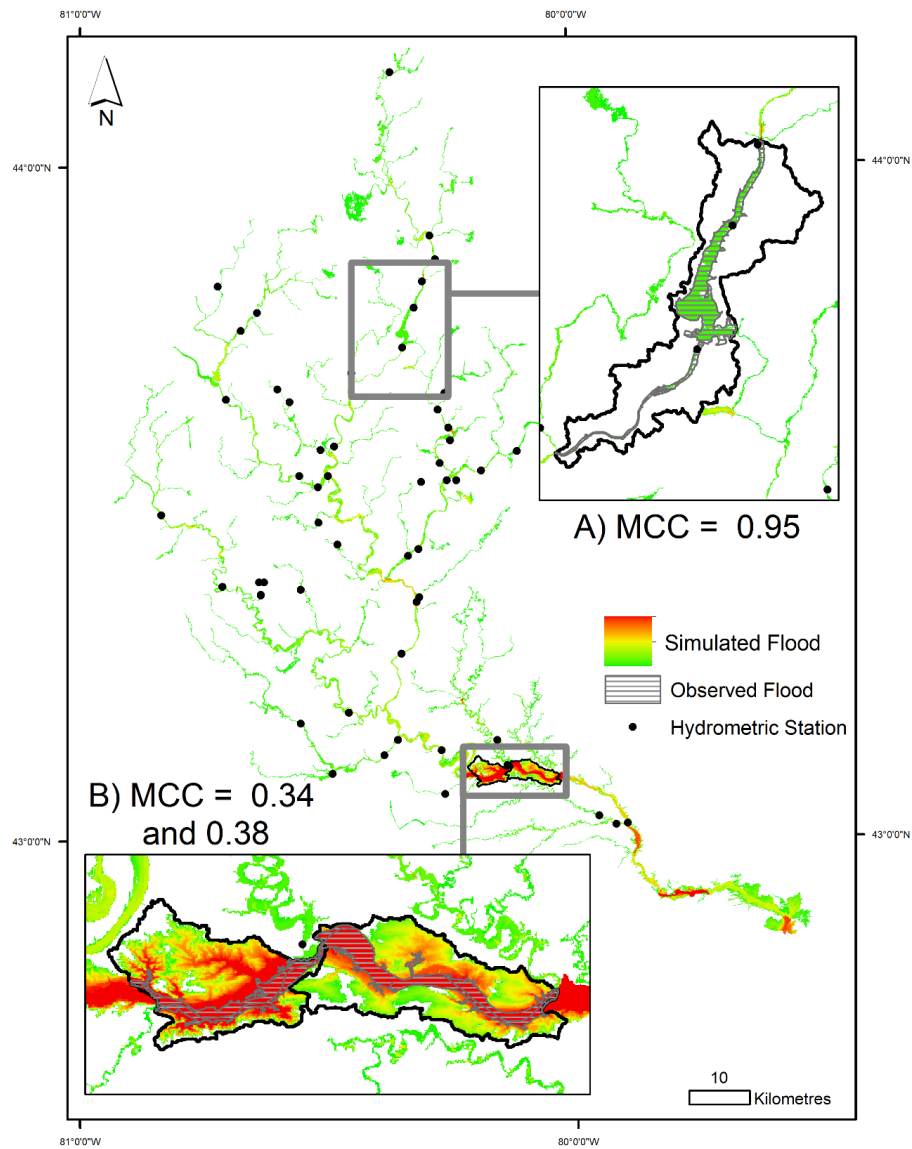 81°0'0"W
80°0'0"W
N
44°0'0"N
44°0'0"N
A) MCC = 0.95
Simulated Flood
Observed Flood
Hydrometric Station
B) MCC = 0.34
and 0.38
43°0'0"N
43°0'0"N
10
Kilometres
81°0'0"W
80°0'0"W